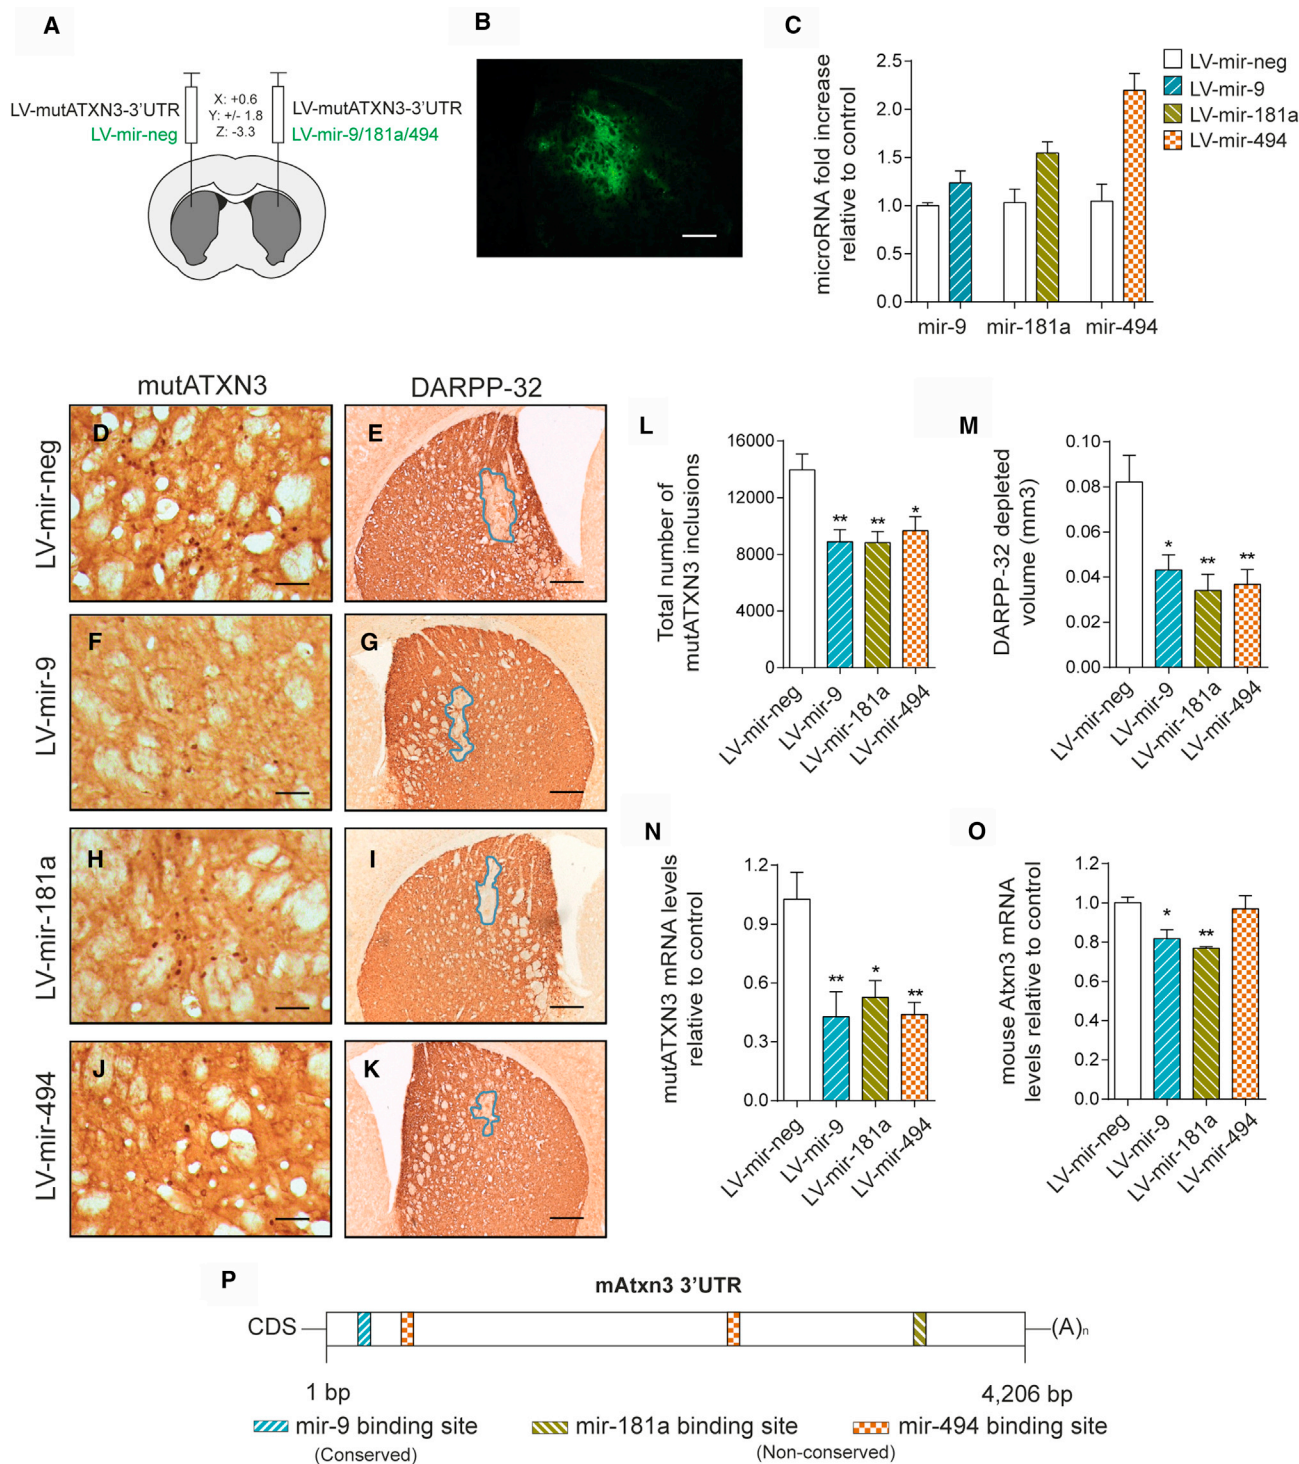 A
LV-mutATXN3-3'UTR
LV-mir-neg
X: +0.6
Y: +/- 1.8
Z: -3.3
LV-mutATXN3-3'UTR
LV-mir-9/181a/494
B
C
microRNA fold increase
relative to control
2.5
2.0
1.5
1.0
0.5
0.0
mir-9
mir-181a
mir-494
LV-mir-neg
LV-mir-9
LV-mir-181a
LV-mir-494
mutATXN3
DARPP-32
LV-mir-neg
D
E
LV-mir-9
F
G
LV-mir-181a
H
I
LV-mir-494
J
K
L
Total number of
mutATXN3 inclusions
16000
12000
8000
4000
0
**
**
*
LV-mir-neg
LV-mir-9
LV-mir-181a
LV-mir-494
M
DARPP-32 depleted
volume (mm3)
0.10
0.08
0.06
0.04
0.02
0.00
*
**
**
LV-mir-neg
LV-mir-9
LV-mir-181a
LV-mir-494
N
mutATXN3 mRNA levels
relative to control
1.2
0.9
0.6
0.3
0.0
**
*
**
LV-mir-neg
LV-mir-9
LV-mir-181a
LV-mir-494
O
mouse Atxn3 mRNA
levels relative to control
1.2
1.0
0.8
0.6
0.4
0.2
0.0
*
**
LV-mir-neg
LV-mir-9
LV-mir-181a
LV-mir-494
P
mAtxn3 3'UTR
CDS
(A)n
1 bp
4,206 bp
mir-9 binding site
(Conserved)
mir-181a binding site
mir-494 binding site
(Non-conserved)